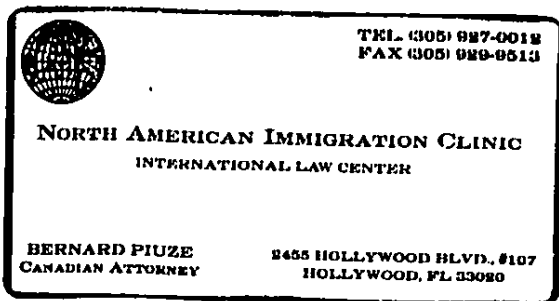 TEL. (305) 927-0012
FAX (305) 929-9513
NORTH AMERICAN IMMIGRATION CLINIC
INTERNATIONAL LAW CENTER
BERNARD PIUZE
CANADIAN ATTORNEY
2455 HOLLYWOOD BLVD., #107
HOLLYWOOD, FL 33020